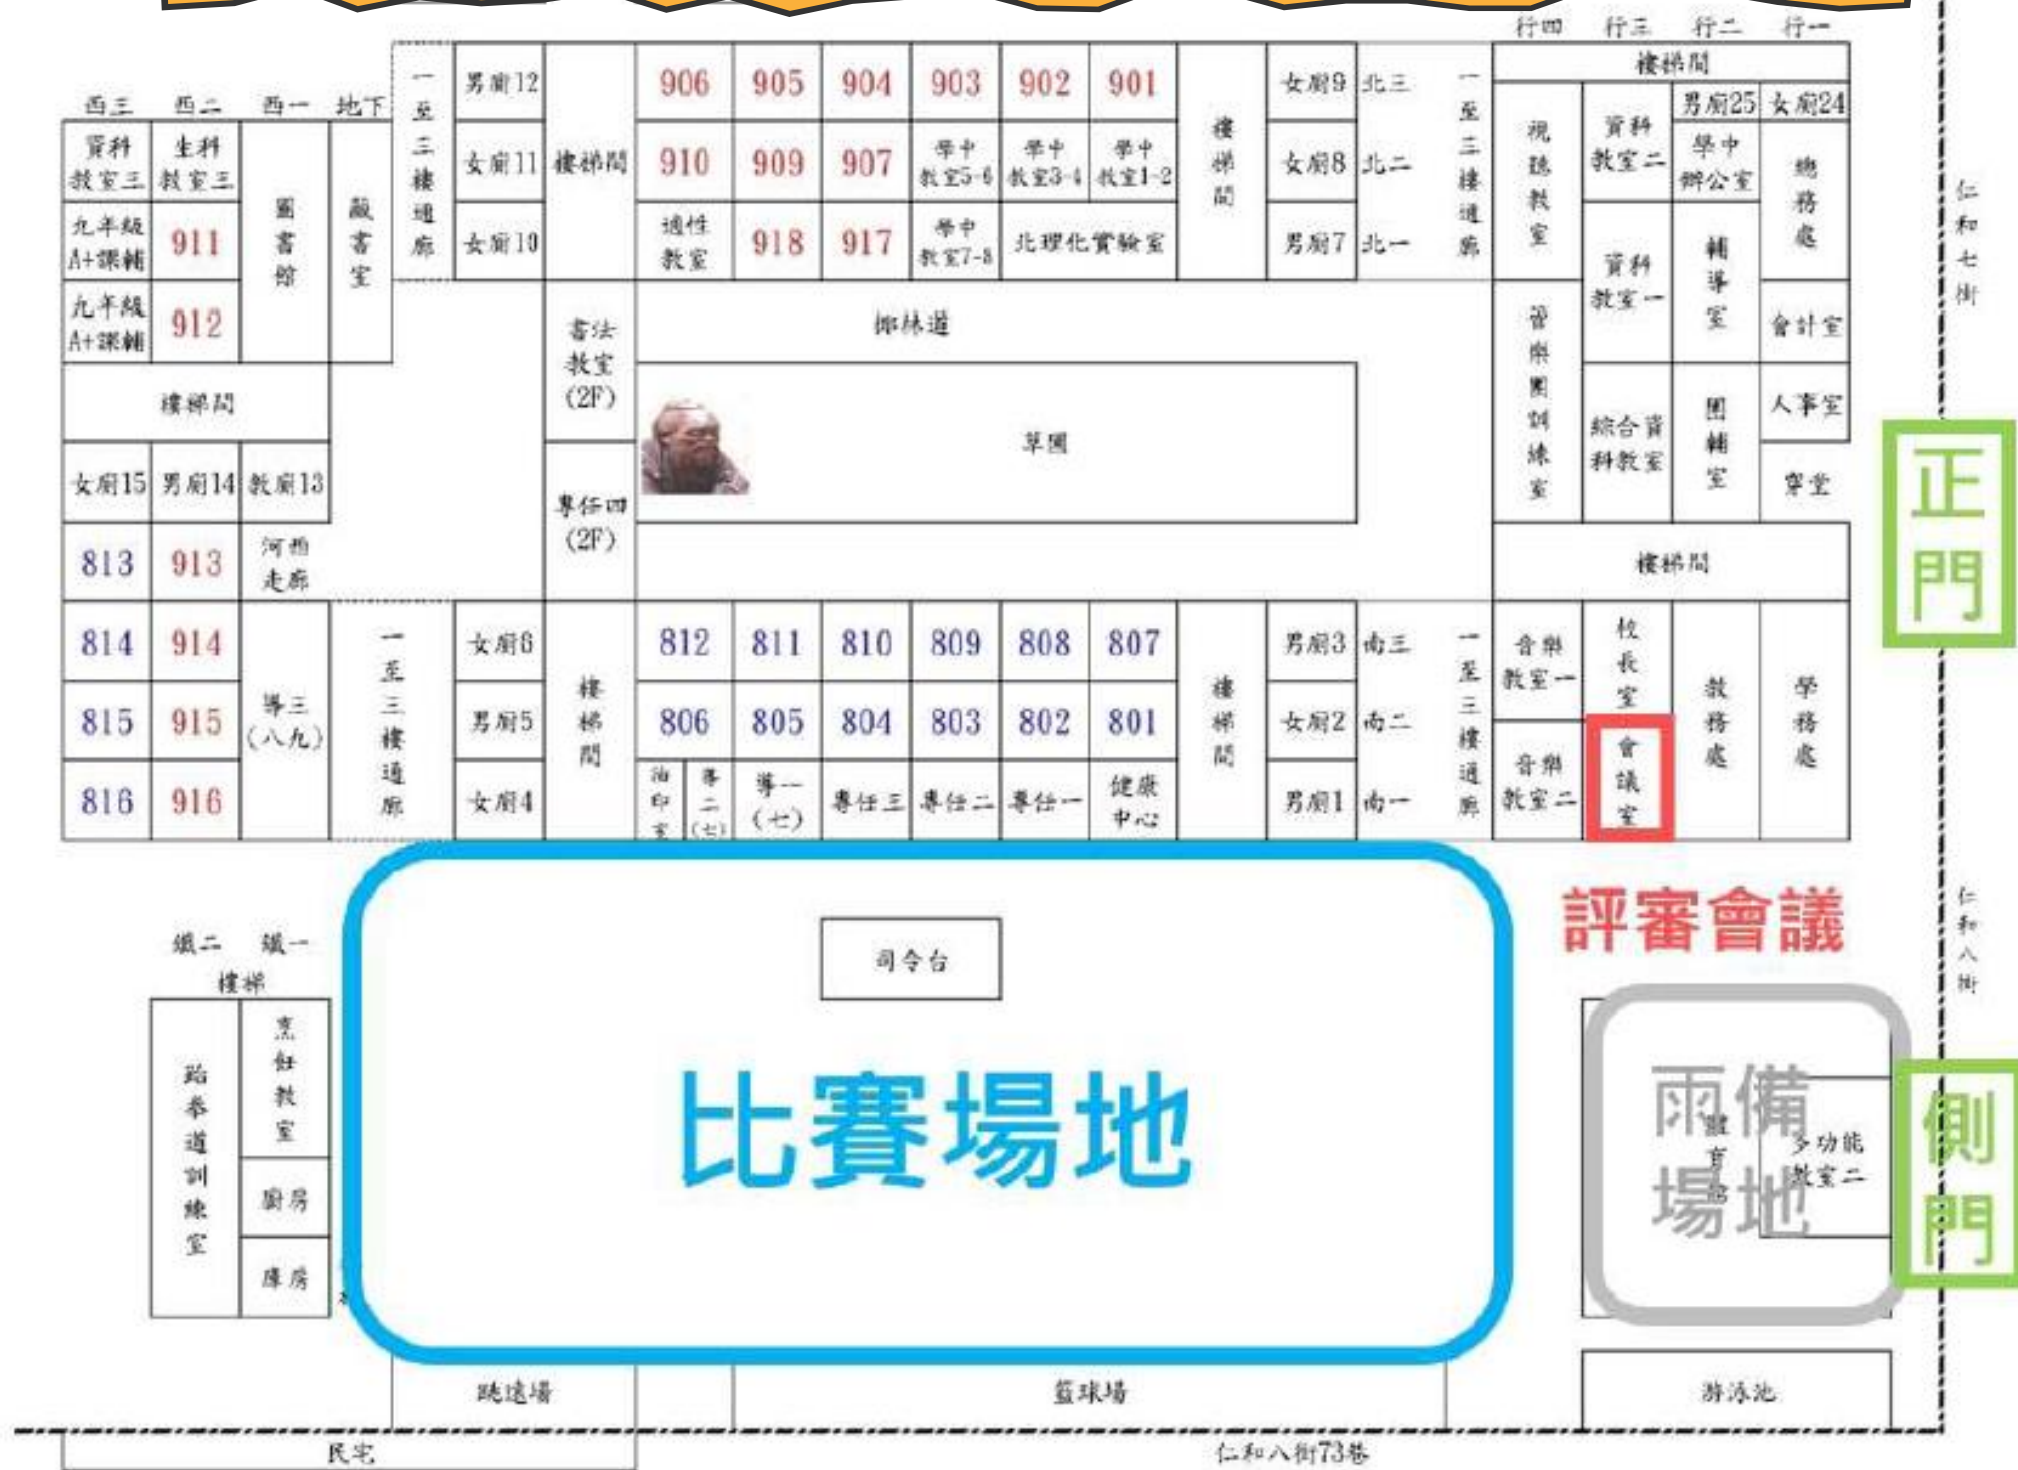 行四 行三 行二 行一
樓梯間
西三 西二 西一 地下
一至三樓通廊
男廁12
906 905 904 903 902 901
樓梯間
女廁9 北三
一至三樓通廊
視聽教室
資科教室二
男廁25 女廁24
資科教室三
生科教室三
圖書館
藏書室
女廁11 樓梯間
910 909 907
學中教室5-6
學中教室3-4
學中教室1-2
女廁8 北二
學中辦公室
總務處
九年級A+課輔
911
女廁10
適性教室
918 917
學中教室7-8
北理化實驗室
男廁7 北一
資科教室一
輔導室
九年級A+課輔
912
書法教室(2F)
椰林道
管樂團訓練室
會計室
樓梯間
草圃
綜合資科教室
團輔室
人事室
女廁15 男廁14 教廁13
專任四(2F)
穿堂
813 913
河西走廊
樓梯間
814 914
導三(八九)
一至三樓通廊
女廁6
樓梯間
812 811 810 809 808 807
樓梯間
男廁3 南三
一至三樓通廊
音樂教室一
校長室
教務處
學務處
815 915
男廁5
806 805 804 803 802 801
女廁2 南二
音樂教室二
會議室
816 916
女廁4
油印室
導二(七)
導一(七)
專任三 專任二 專任一
健康中心
男廁1 南一
仁和七街
正門
評審會議
仁和八街
樓梯
司令台
跆拳道訓練室
烹飪教室
廚房
庫房
比賽場地
雨備場地
體育館
多功能教室二
側門
跳遠場
籃球場
游泳池
民宅
仁和八街73巷